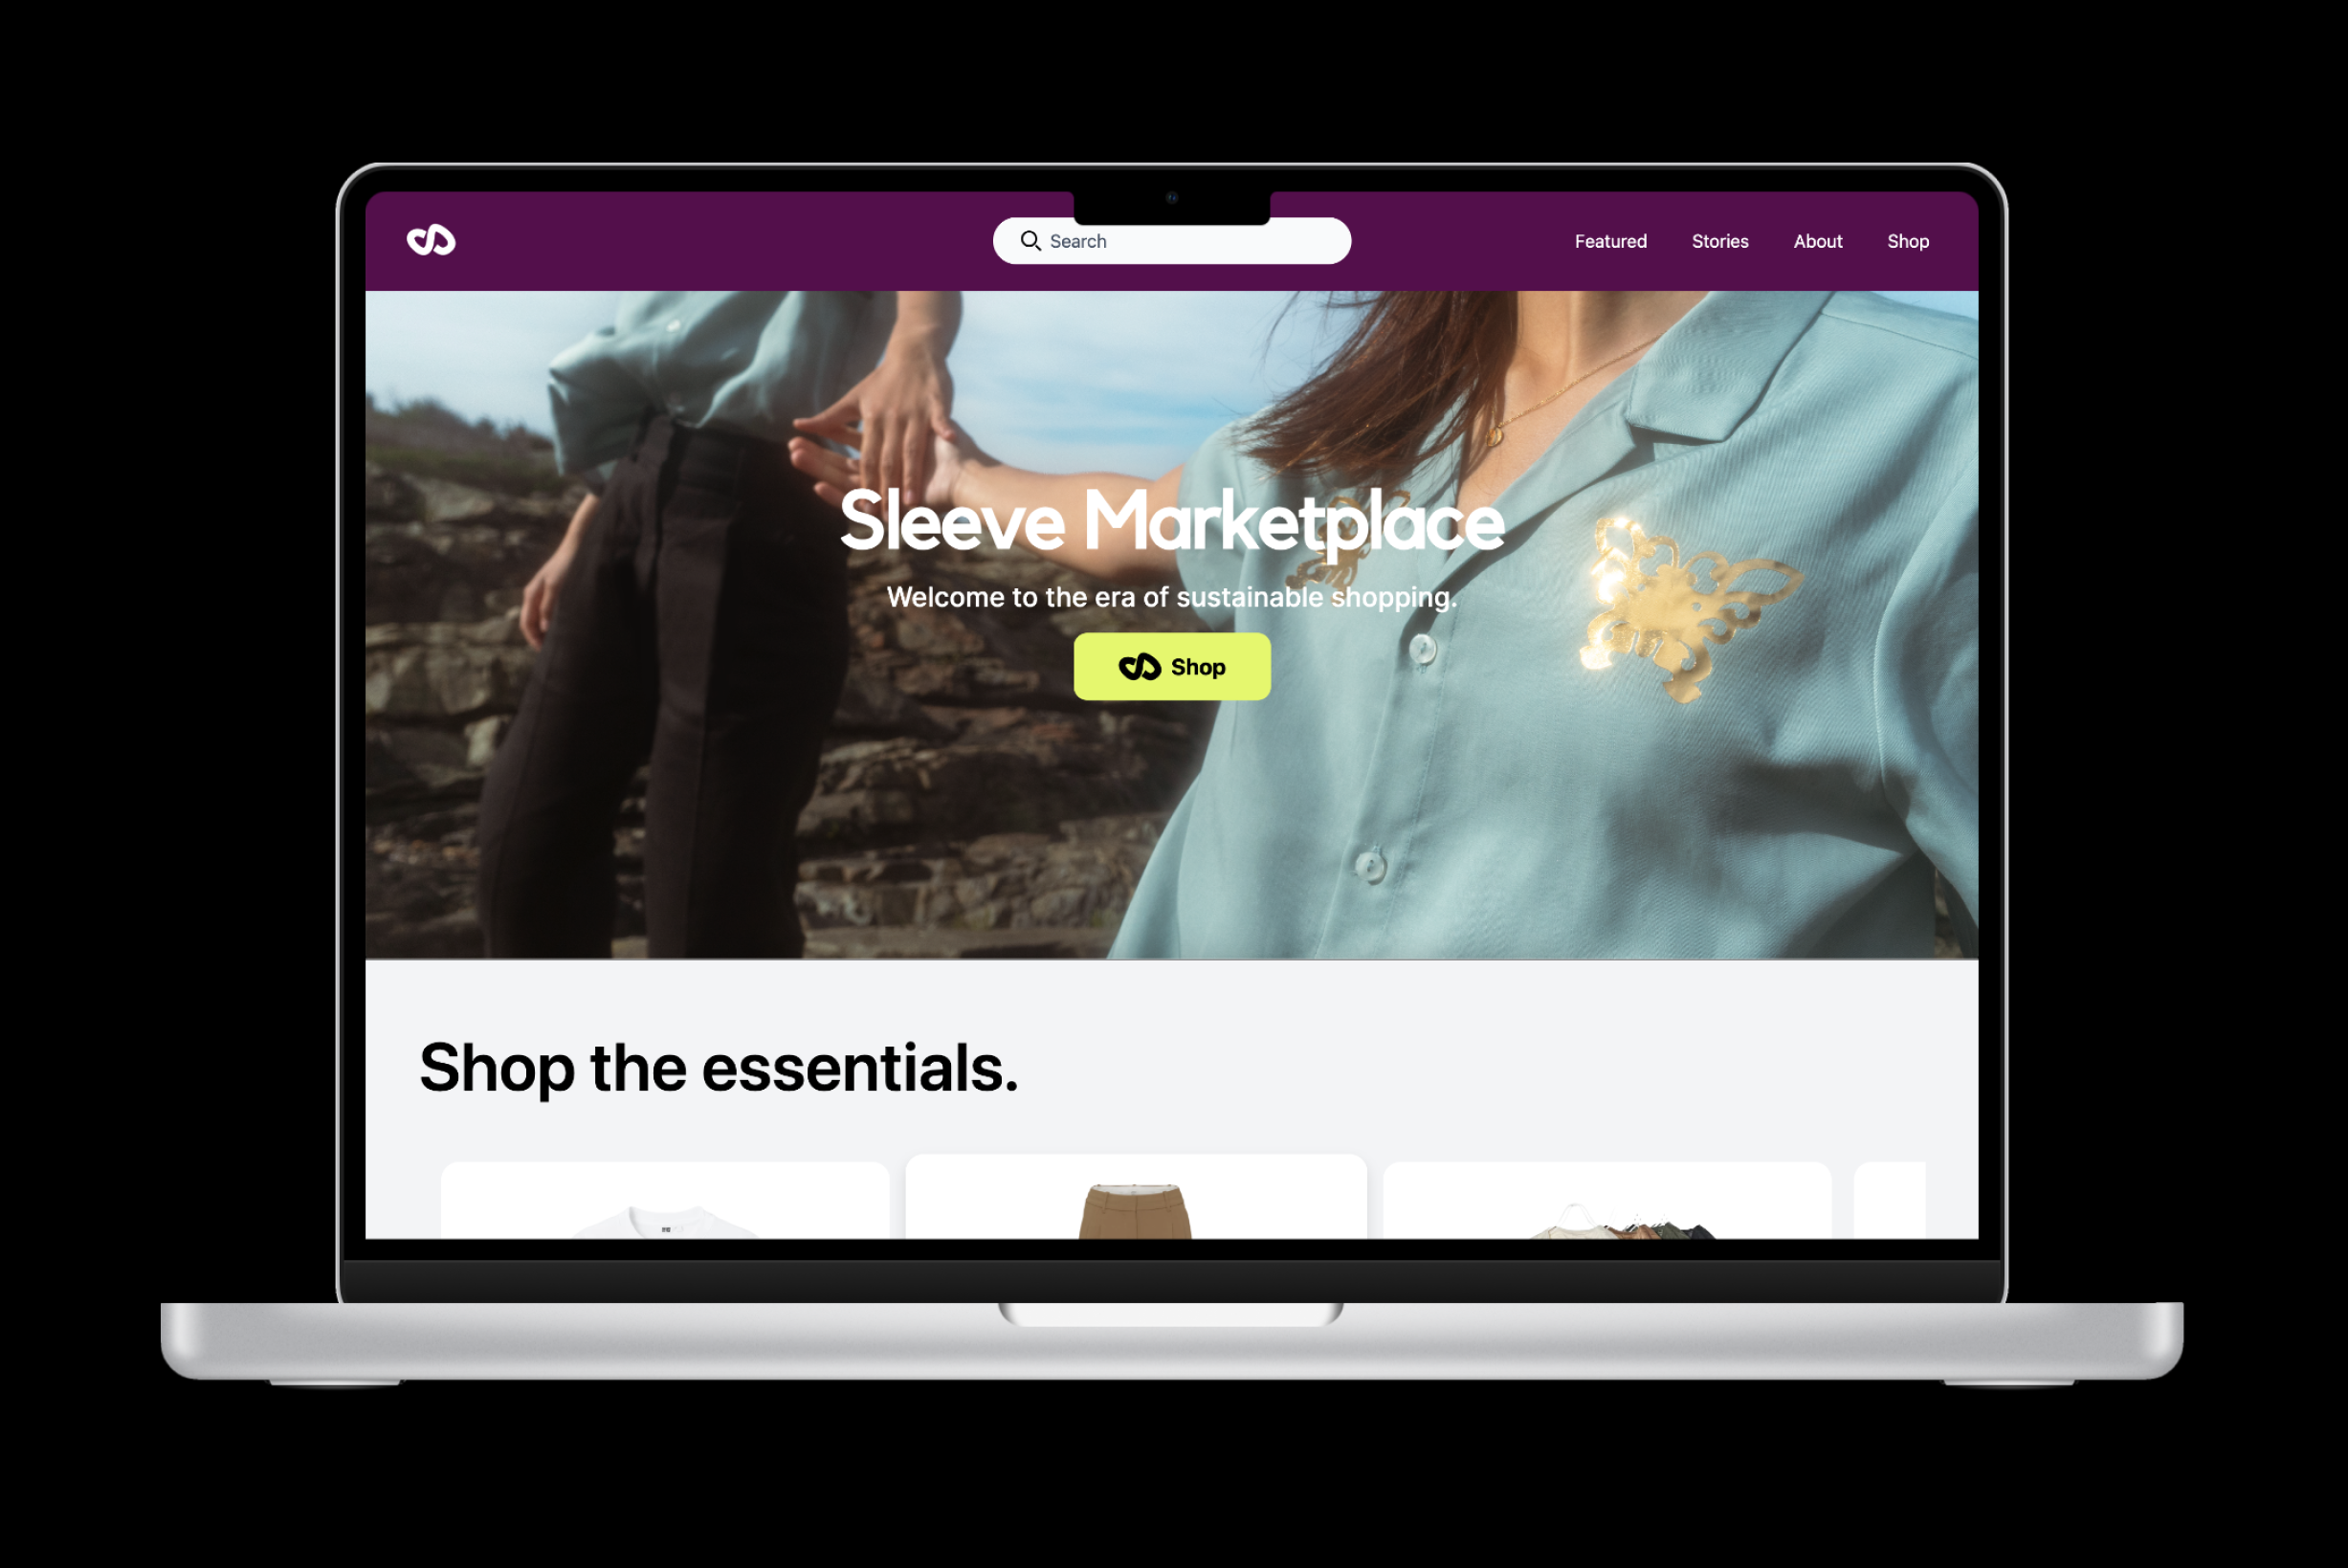 Search
Featured
Stories
About
Shop
Sleeve Marketplace
Welcome to the era of sustainable shopping.
Shop
Shop the essentials.